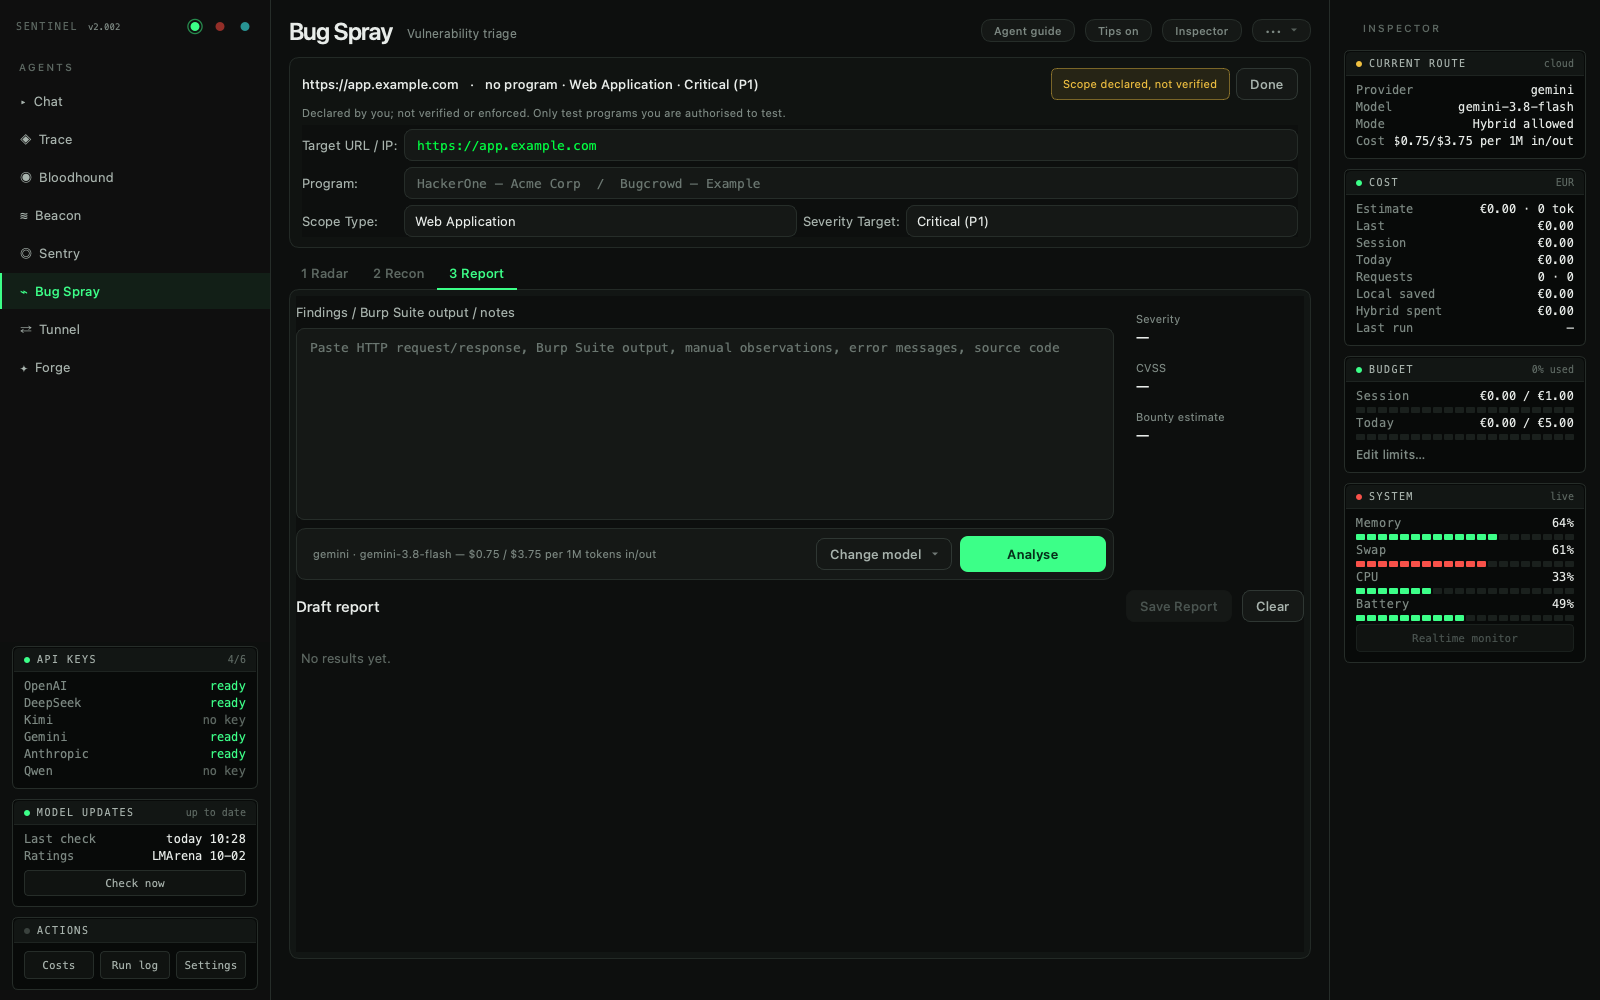 SENTINEL v2.002
AGENTS
Chat
Trace
Bloodhound
Beacon
Sentry
Bug Spray
Tunnel
Forge
API KEYS 4/6
OpenAI ready
DeepSeek ready
Kimi no key
Gemini ready
Anthropic ready
Qwen no key
MODEL UPDATES up to date
Last check today 10:28
Ratings LMArena 10-02
Check now
ACTIONS
Costs Run log Settings
Bug Spray Vulnerability triage
Agent guide Tips on Inspector ...
https://app.example.com · no program · Web Application · Critical (P1)
Scope declared, not verified Done
Declared by you; not verified or enforced. Only test programs you are authorised to test.
Target URL / IP: https://app.example.com
Program: HackerOne — Acme Corp / Bugcrowd — Example
Scope Type: Web Application Severity Target: Critical (P1)
1 Radar 2 Recon 3 Report
Findings / Burp Suite output / notes
Paste HTTP request/response, Burp Suite output, manual observations, error messages, source code
Severity
—
CVSS
—
Bounty estimate
—
gemini · gemini-3.8-flash — $0.75 / $3.75 per 1M tokens in/out
Change model Analyse
Draft report Save Report Clear
No results yet.
INSPECTOR
CURRENT ROUTE cloud
Provider gemini
Model gemini-3.8-flash
Mode Hybrid allowed
Cost $0.75/$3.75 per 1M in/out
COST EUR
Estimate €0.00 · 0 tok
Last €0.00
Session €0.00
Today €0.00
Requests 0 · 0
Local saved €0.00
Hybrid spent €0.00
Last run —
BUDGET 0% used
Session €0.00 / €1.00
Today €0.00 / €5.00
Edit limits…
SYSTEM live
Memory 64%
Swap 61%
CPU 33%
Battery 49%
Realtime monitor